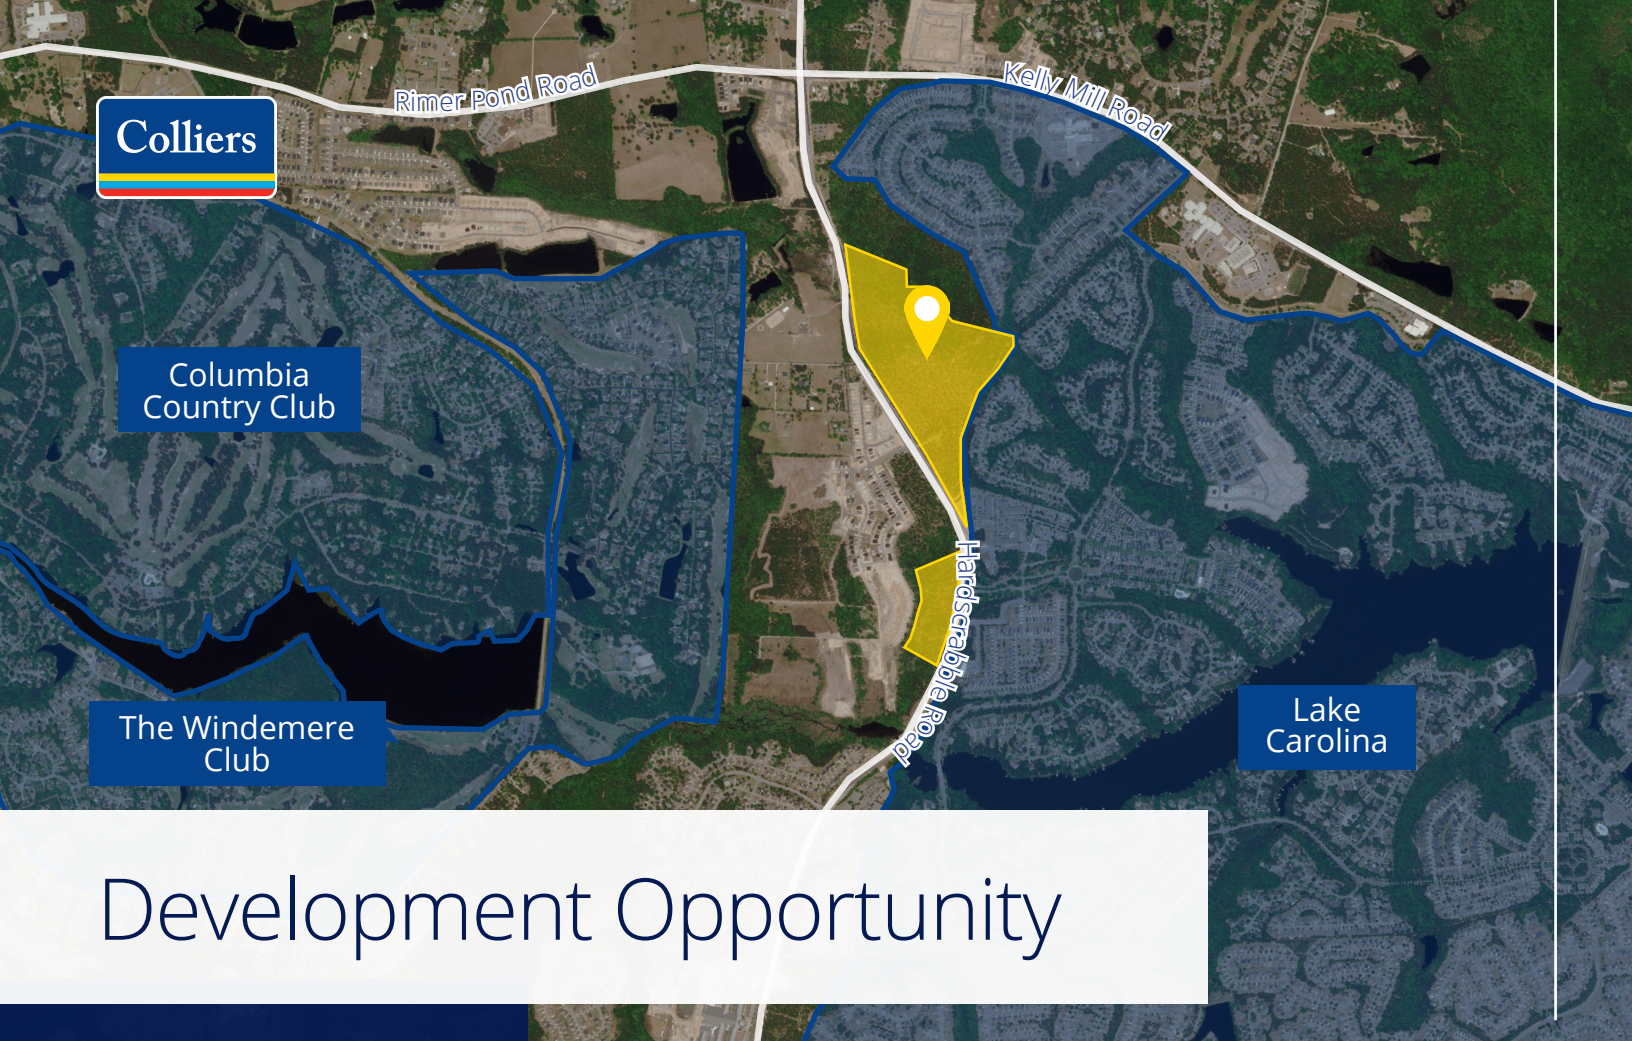 Rimer Pond Road
Kelly Mill Road
Colliers
Columbia
Country Club
Hardscrabble Road
The Windemere
Club
Lake
Carolina
Development Opportunity